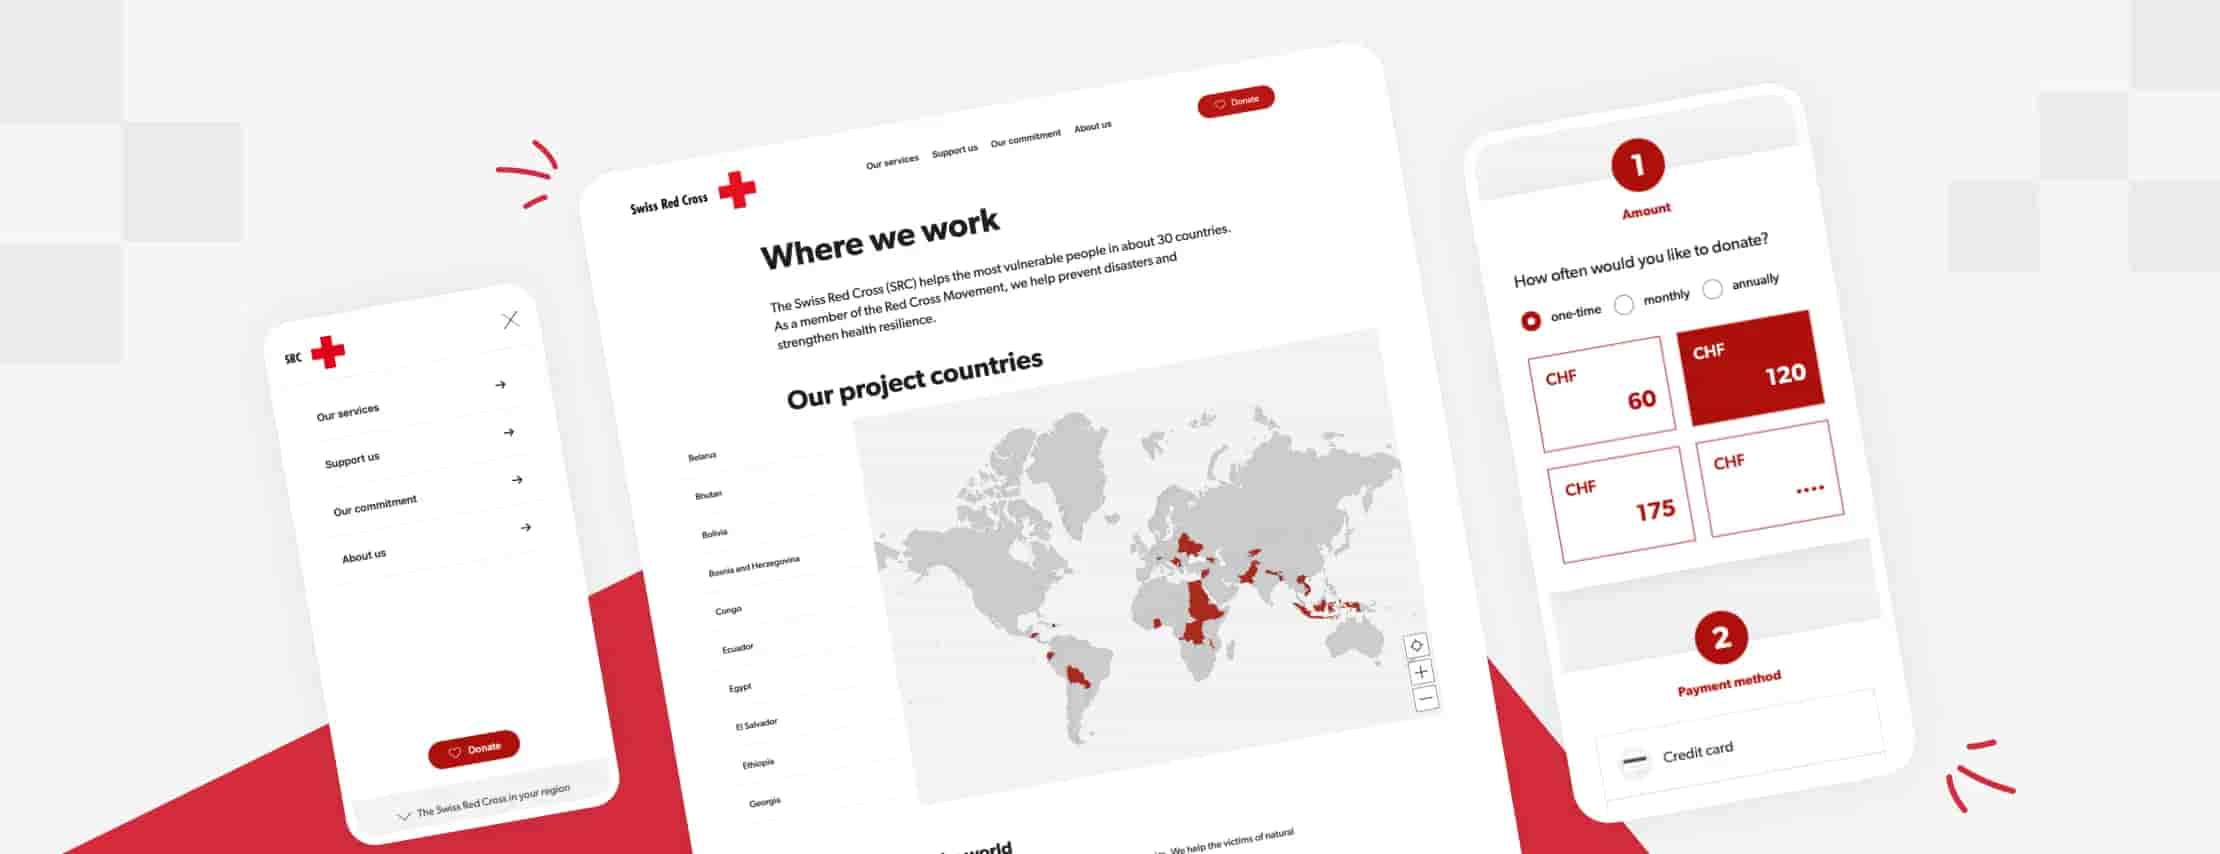 SRC
Our services
Support us
Our commitment
About us
Donate
The Swiss Red Cross in your region
Swiss Red Cross
Our services Support us Our commitment About us
Donate
Where we work
The Swiss Red Cross (SRC) helps the most vulnerable people in about 30 countries.
As a member of the Red Cross Movement, we help prevent disasters and
strengthen health resilience.
Our project countries
Belarus
Bhutan
Bolivia
Bosnia and Herzegovina
Congo
Ecuador
Egypt
El Salvador
Ethiopia
Georgia
We help the victims of natural
1
Amount
How often would you like to donate?
one-time monthly annually
CHF
60
CHF
120
CHF
175
CHF
....
2
Payment method
Credit card